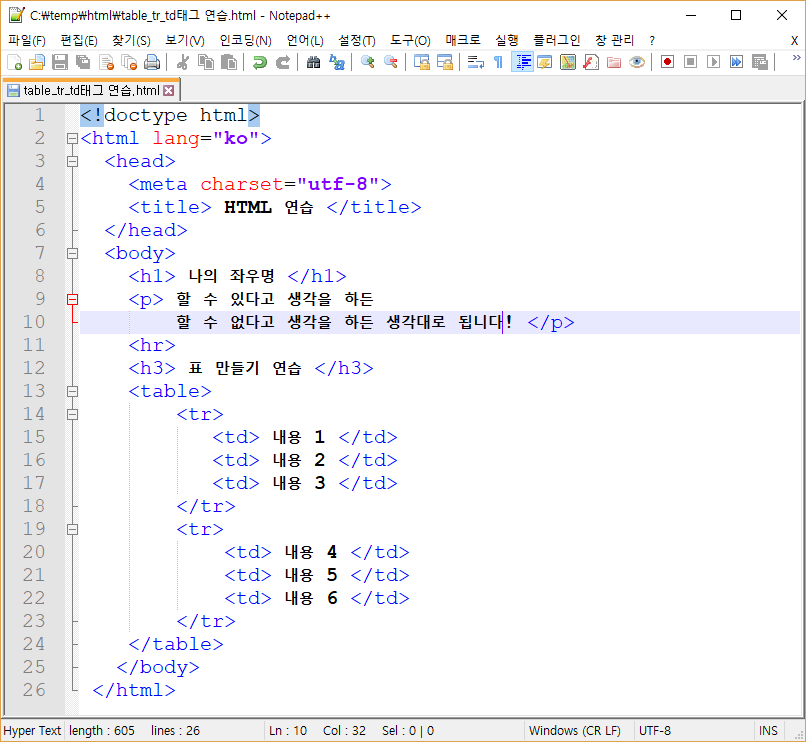 C:\temp\html\table_tr_td태그 연습.html - Notepad++
파일(F) 편집(E) 찾기(S) 보기(V) 인코딩(N) 언어(L) 설정(T) 도구(O) 매크로 실행 플러그인 창 관리 ? X
table_tr_td태그 연습.html
1 <!doctype html>
2 <html lang="ko">
3 <head>
4 <meta charset="utf-8">
5 <title> HTML 연습 </title>
6 </head>
7 <body>
8 <h1> 나의 좌우명 </h1>
9 <p> 할 수 있다고 생각을 하든
10 할 수 없다고 생각을 하든 생각대로 됩니다! </p>
11 <hr>
12 <h3> 표 만들기 연습 </h3>
13 <table>
14 <tr>
15 <td> 내용 1 </td>
16 <td> 내용 2 </td>
17 <td> 내용 3 </td>
18 </tr>
19 <tr>
20 <td> 내용 4 </td>
21 <td> 내용 5 </td>
22 <td> 내용 6 </td>
23 </tr>
24 </table>
25 </body>
26 </html>
Hyper Text length : 605 lines : 26 Ln : 10 Col : 32 Sel : 0 | 0 Windows (CR LF) UTF-8 INS